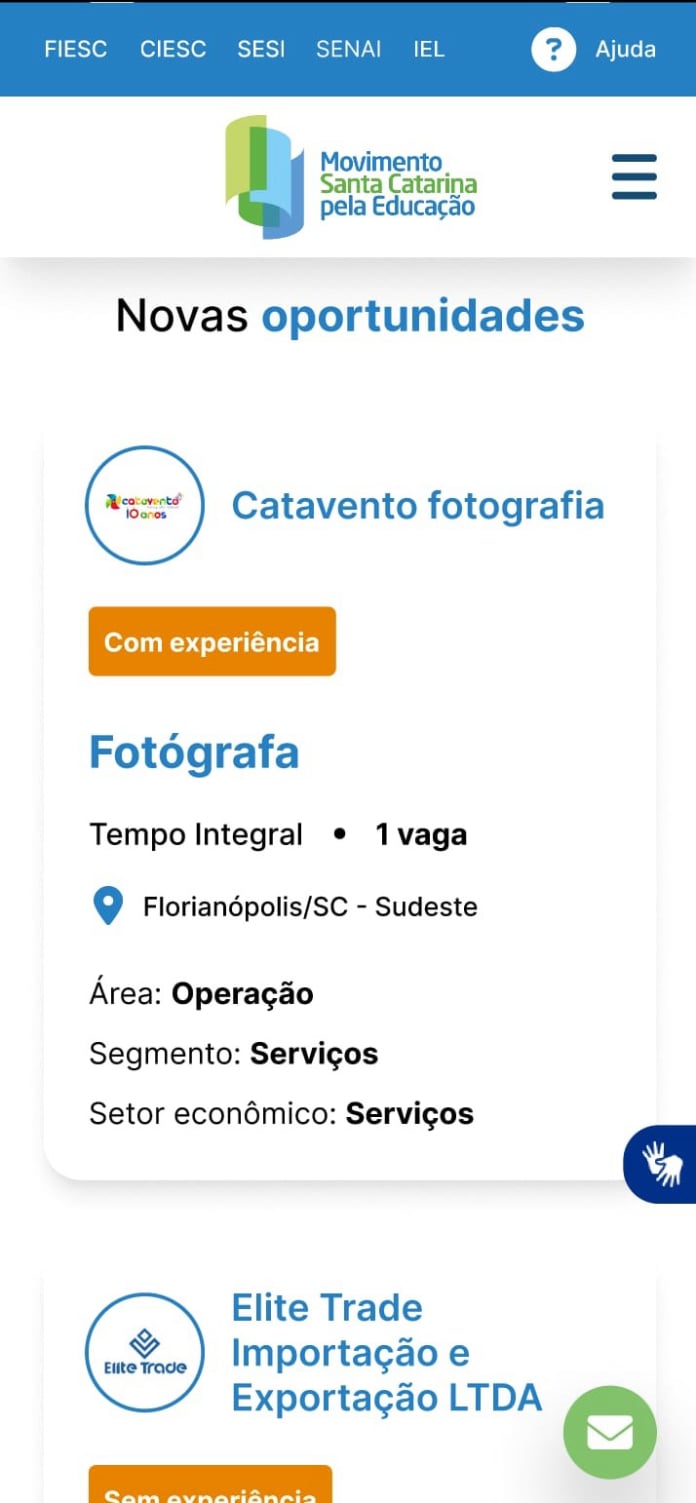 FIESC CIESC SESI SENAI IEL ? Ajuda
Movimento
Santa Catarina
pela Educação
Novas oportunidades
catavento
10 anos
Catavento fotografia
Com experiência
Fotógrafa
Tempo Integral • 1 vaga
Florianópolis/SC - Sudeste
Área: Operação
Segmento: Serviços
Setor econômico: Serviços
Elite Trade
Elite Trade
Importação e
Exportação LTDA
Sem experiência